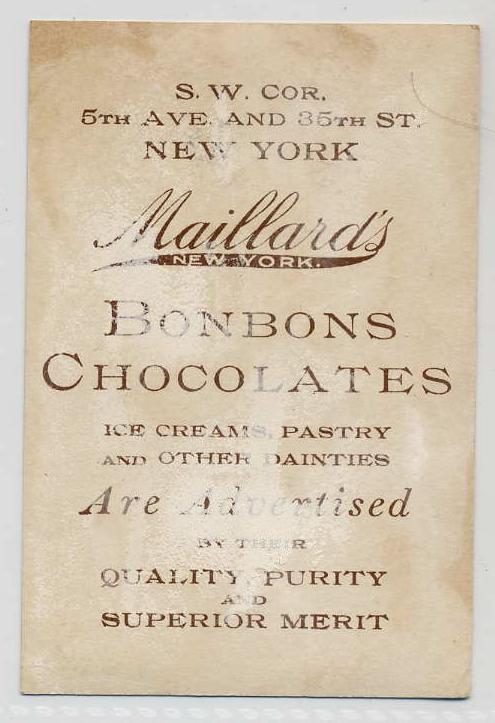 S. W. COR.
5TH AVE. AND 35TH ST.
NEW YORK
Maillard's
NEW YORK.
BONBONS
CHOCOLATES
ICE CREAMS, PASTRY
AND OTHER DAINTIES
Are Advertised
BY THEIR
QUALITY, PURITY
AND
SUPERIOR MERIT